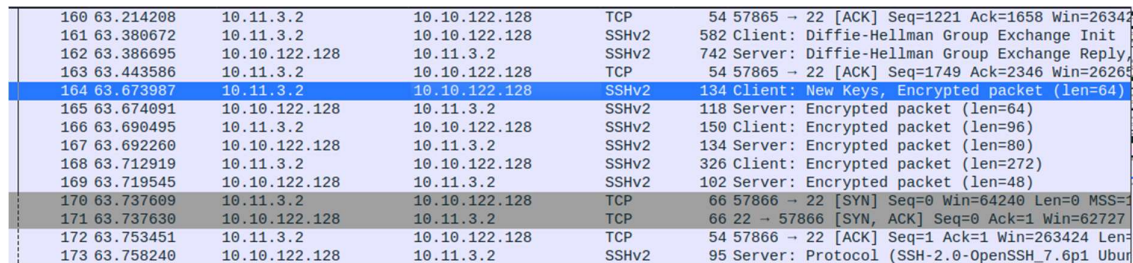 160 63.214208 10.11.3.2 10.10.122.128 TCP 54 57865 → 22 [ACK] Seq=1221 Ack=1658 Win=26342
161 63.380672 10.11.3.2 10.10.122.128 SSHv2 582 Client: Diffie-Hellman Group Exchange Init
162 63.386695 10.10.122.128 10.11.3.2 SSHv2 742 Server: Diffie-Hellman Group Exchange Reply,
163 63.443586 10.11.3.2 10.10.122.128 TCP 54 57865 → 22 [ACK] Seq=1749 Ack=2346 Win=26265
164 63.673987 10.11.3.2 10.10.122.128 SSHv2 134 Client: New Keys, Encrypted packet (len=64)
165 63.674091 10.10.122.128 10.11.3.2 SSHv2 118 Server: Encrypted packet (len=64)
166 63.690495 10.11.3.2 10.10.122.128 SSHv2 150 Client: Encrypted packet (len=96)
167 63.692260 10.10.122.128 10.11.3.2 SSHv2 134 Server: Encrypted packet (len=80)
168 63.712919 10.11.3.2 10.10.122.128 SSHv2 326 Client: Encrypted packet (len=272)
169 63.719545 10.10.122.128 10.11.3.2 SSHv2 102 Server: Encrypted packet (len=48)
170 63.737609 10.11.3.2 10.10.122.128 TCP 66 57866 → 22 [SYN] Seq=0 Win=64240 Len=0 MSS=1
171 63.737630 10.10.122.128 10.11.3.2 TCP 66 22 → 57866 [SYN, ACK] Seq=0 Ack=1 Win=62727
172 63.753451 10.11.3.2 10.10.122.128 TCP 54 57866 → 22 [ACK] Seq=1 Ack=1 Win=263424 Len=
173 63.758240 10.10.122.128 10.11.3.2 SSHv2 95 Server: Protocol (SSH-2.0-OpenSSH_7.6p1 Ubun